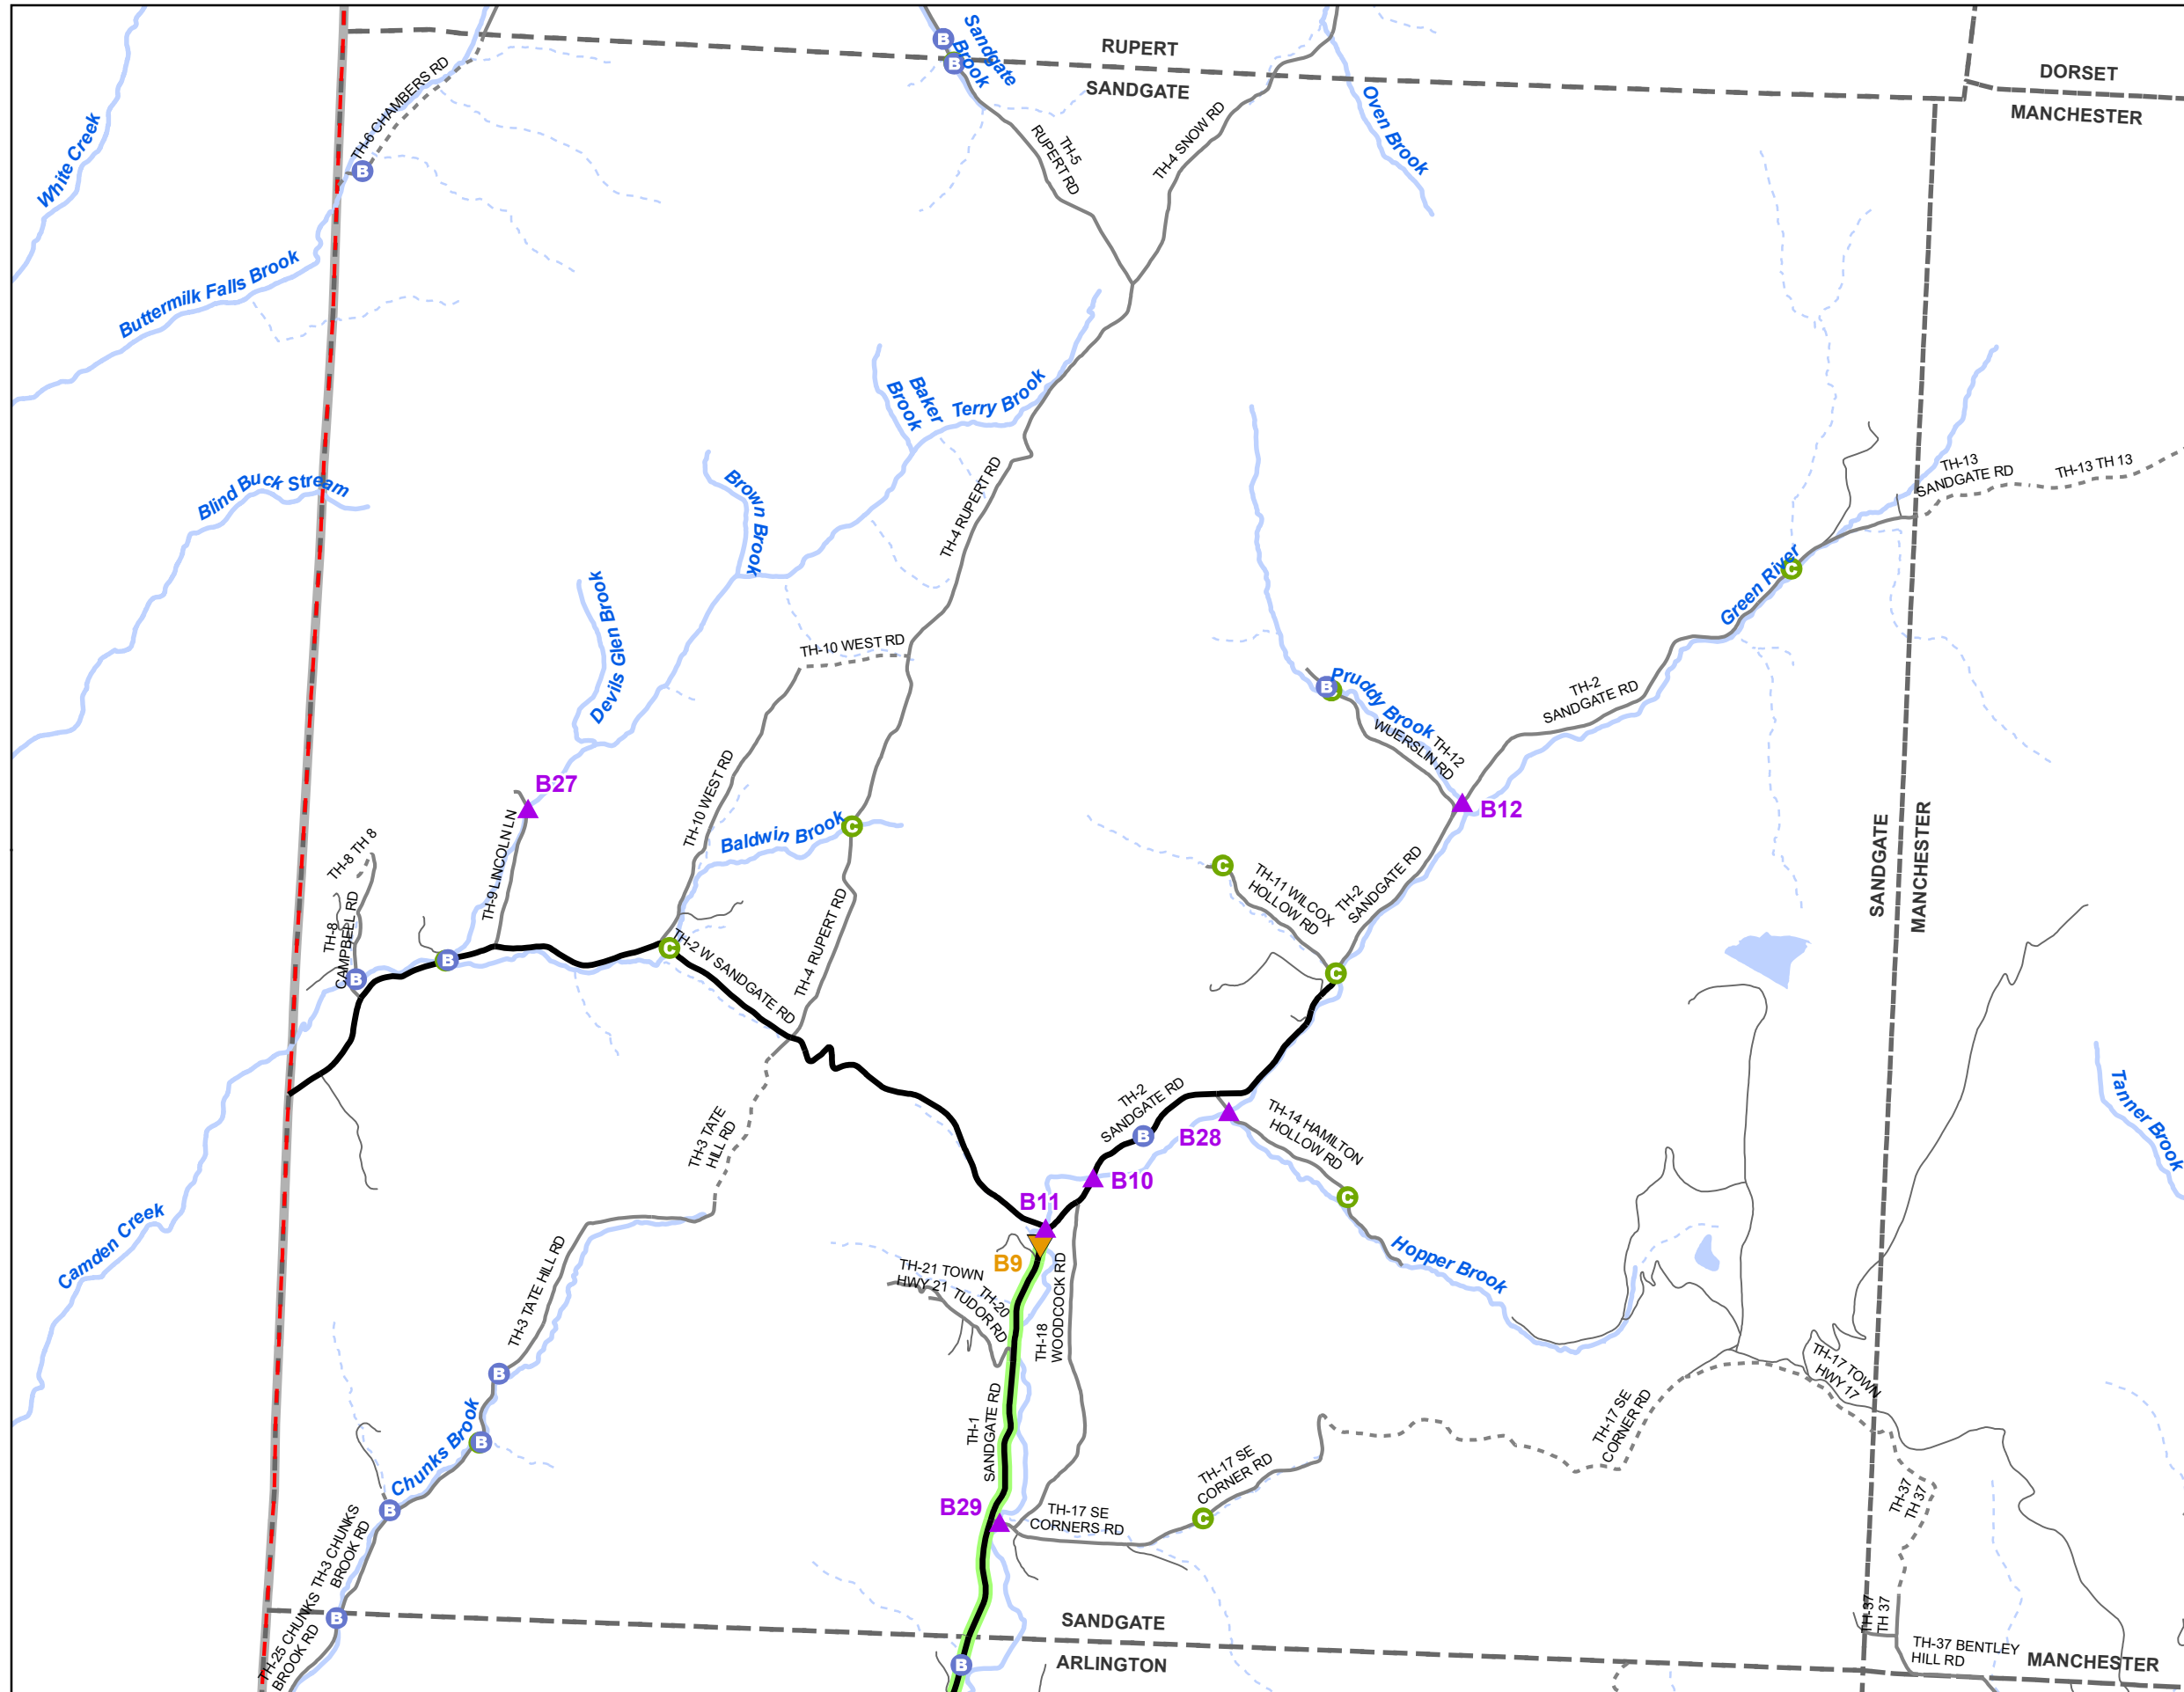 Sandgate
Brook
RUPERT
SANDGATE
DORSET
MANCHESTER
B
B
TH-6 CHAMBERS RD
B
White Creek
Oven Brook
TH-5
RUPERT RD
TH-4 SNOW RD
Buttermilk Falls Brook
Baker
Brook
Terry Brook
Blind Buck Stream
Brown Brook
TH-4 RUPERT RD
TH-13
SANDGATE RD
TH-13 TH 13
Green River
C
Devils Glen Brook
TH-10 WEST RD
B
Pruddy Brook
TH-12
WUERSLIN RD
TH-2
SANDGATE RD
B27
B12
TH-10 WEST RD
Baldwin Brook
C
TH-9 LINCOLN LN
TH-8 TH 8
TH-8
CAMPBELL RD
C
TH-11 WILCOX
HOLLOW RD
TH-2
SANDGATE RD
SANDGATE
MANCHESTER
B
B
C
TH-2 W SANDGATE RD
TH-4 RUPERT RD
C
TH-2
SANDGATE RD
B
B28
TH-14 HAMILTON
HOLLOW RD
Tanner Brook
TH-3 TATE
HILL RD
B10
B11
C
Camden Creek
B9
Hopper Brook
TH-3 TATE HILL RD
TH-21 TOWN
HWY 21
TH-20
TUDOR RD
TH-18
WOODCOCK RD
B
TH-17 TOWN
HWY 17
Chunks Brook
B
TH-1
SANDGATE RD
TH-17 SE
CORNER RD
TH-17 SE
CORNER RD
B
B29
TH-17 SE
CORNERS RD
C
TH-37
TH 37
TH-3 CHUNKS
BROOK RD
TH-25 CHUNKS
BROOK RD
B
SANDGATE
ARLINGTON
B
TH-37
TH 37
TH-37 BENTLEY
HILL RD
MANCHESTER